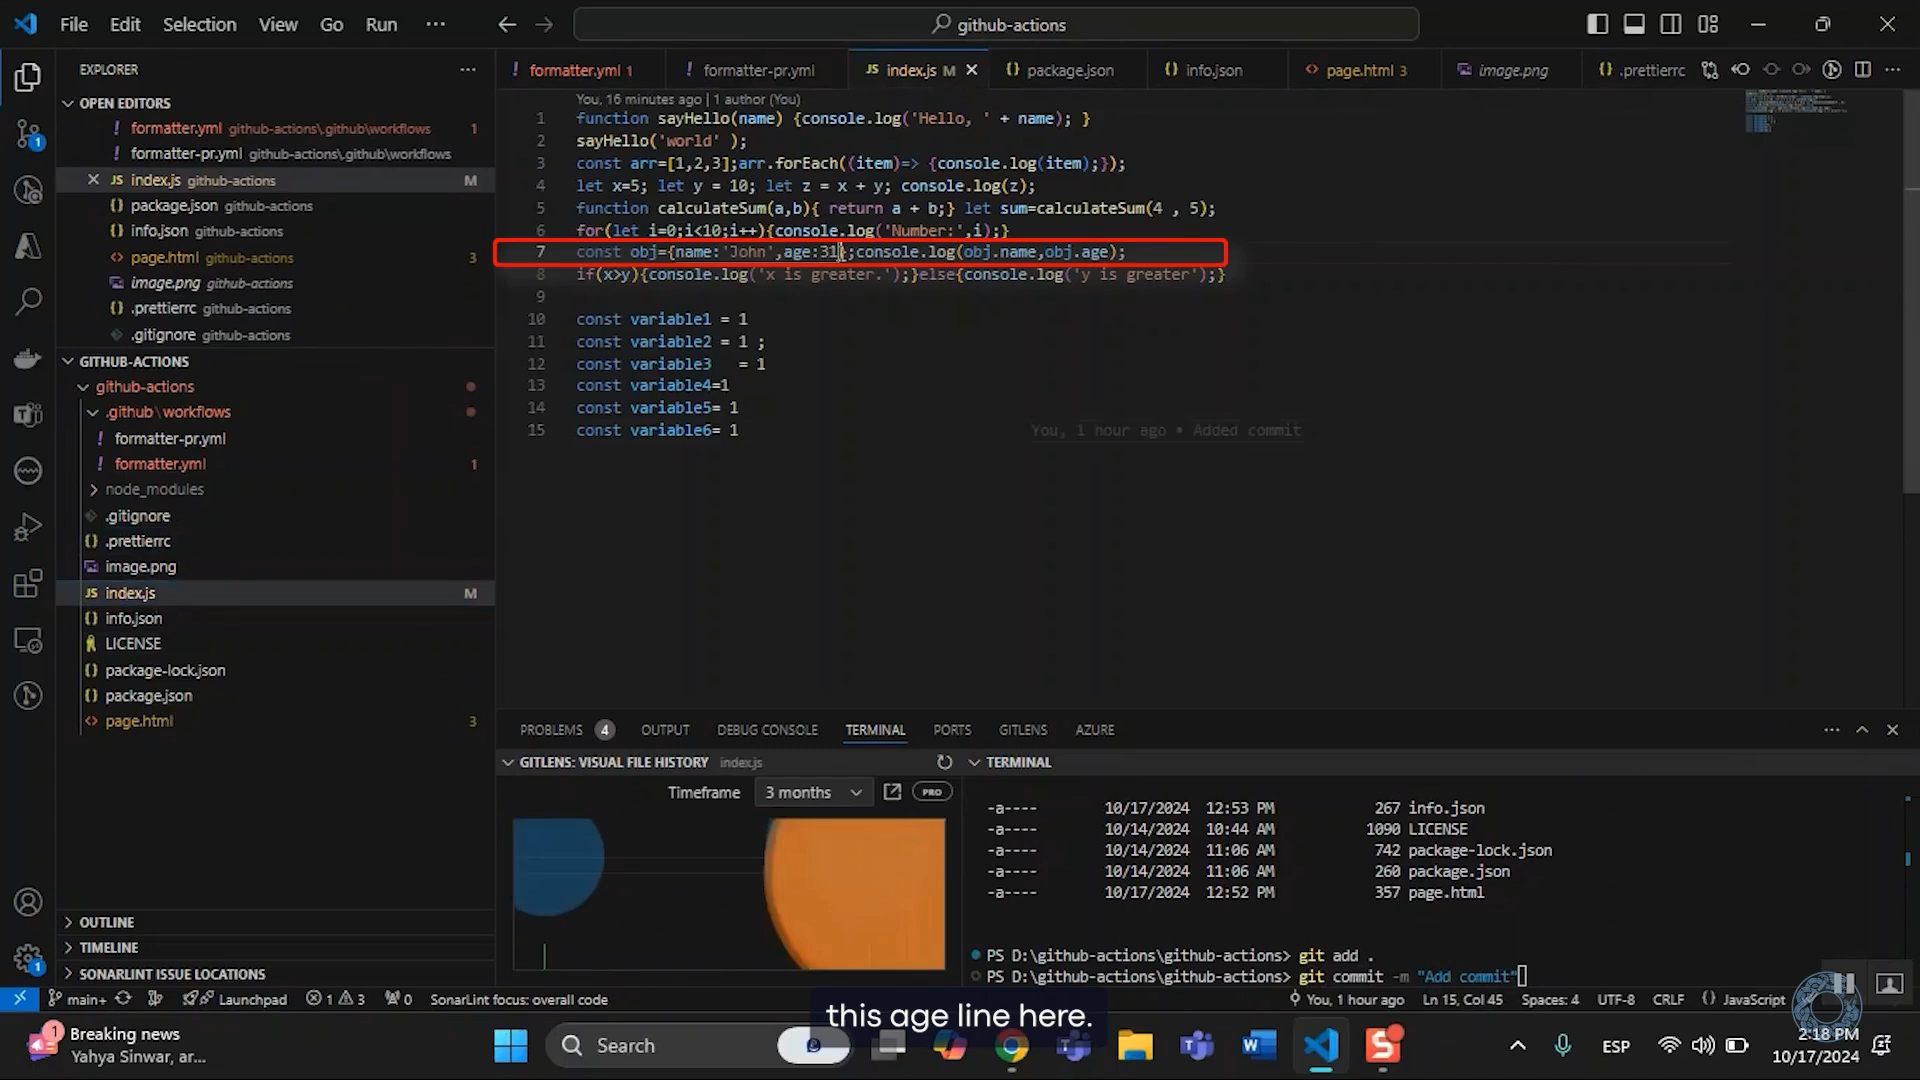 File Edit Selection View Go Run ···
github-actions
EXPLORER
OPEN EDITORS
! formatter.yml github-actions\.github\workflows 1
! formatter-pr.yml github-actions\.github\workflows
JS index.js github-actions M
{} package.json github-actions
{} info.json github-actions
<> page.html github-actions 3
image.png github-actions
{} .prettierrc github-actions
.gitignore github-actions
GITHUB-ACTIONS
github-actions
.github\workflows
! formatter-pr.yml
! formatter.yml 1
node_modules
.gitignore
{} .prettierrc
image.png
JS index.js M
{} info.json
LICENSE
{} package-lock.json
{} package.json
<> page.html 3
OUTLINE
TIMELINE
SONARLINT ISSUE LOCATIONS
! formatter.yml 1 ! formatter-pr.yml JS index.js M {} package.json {} info.json <> page.html 3 image.png {} .prettierrc
You, 16 minutes ago | 1 author (You)
1 function sayHello(name) {console.log('Hello, ' + name); }
2 sayHello('world' );
3 const arr=[1,2,3];arr.forEach((item)=> {console.log(item);});
4 let x=5; let y = 10; let z = x + y; console.log(z);
5 function calculateSum(a,b){ return a + b;} let sum=calculateSum(4 , 5);
6 for(let i=0;i<10;i++){console.log('Number:',i);}
7 const obj={name:'John',age:31};console.log(obj.name,obj.age);
8 if(x>y){console.log('x is greater.');}else{console.log('y is greater');}
9
10 const variable1 = 1
11 const variable2 = 1 ;
12 const variable3   = 1
13 const variable4=1
14 const variable5= 1
15 const variable6= 1
You, 1 hour ago • Added commit
PROBLEMS 4 OUTPUT DEBUG CONSOLE TERMINAL PORTS GITLENS AZURE
GITLENS: VISUAL FILE HISTORY index.js
Timeframe 3 months PRO
TERMINAL
-a---- 10/17/2024 12:53 PM 267 info.json
-a---- 10/14/2024 10:44 AM 1090 LICENSE
-a---- 10/14/2024 11:06 AM 742 package-lock.json
-a---- 10/14/2024 11:06 AM 260 package.json
-a---- 10/17/2024 12:52 PM 357 page.html
PS D:\github-actions\github-actions> git add .
PS D:\github-actions\github-actions> git commit -m "Add commit"
main+ Launchpad 1 3 0 SonarLint focus: overall code You, 1 hour ago Ln 15, Col 45 Spaces: 4 UTF-8 CRLF {} JavaScript
this age line here.
1 Breaking news
Yahya Sinwar, ar...
Search
ESP
2:18 PM
10/17/2024